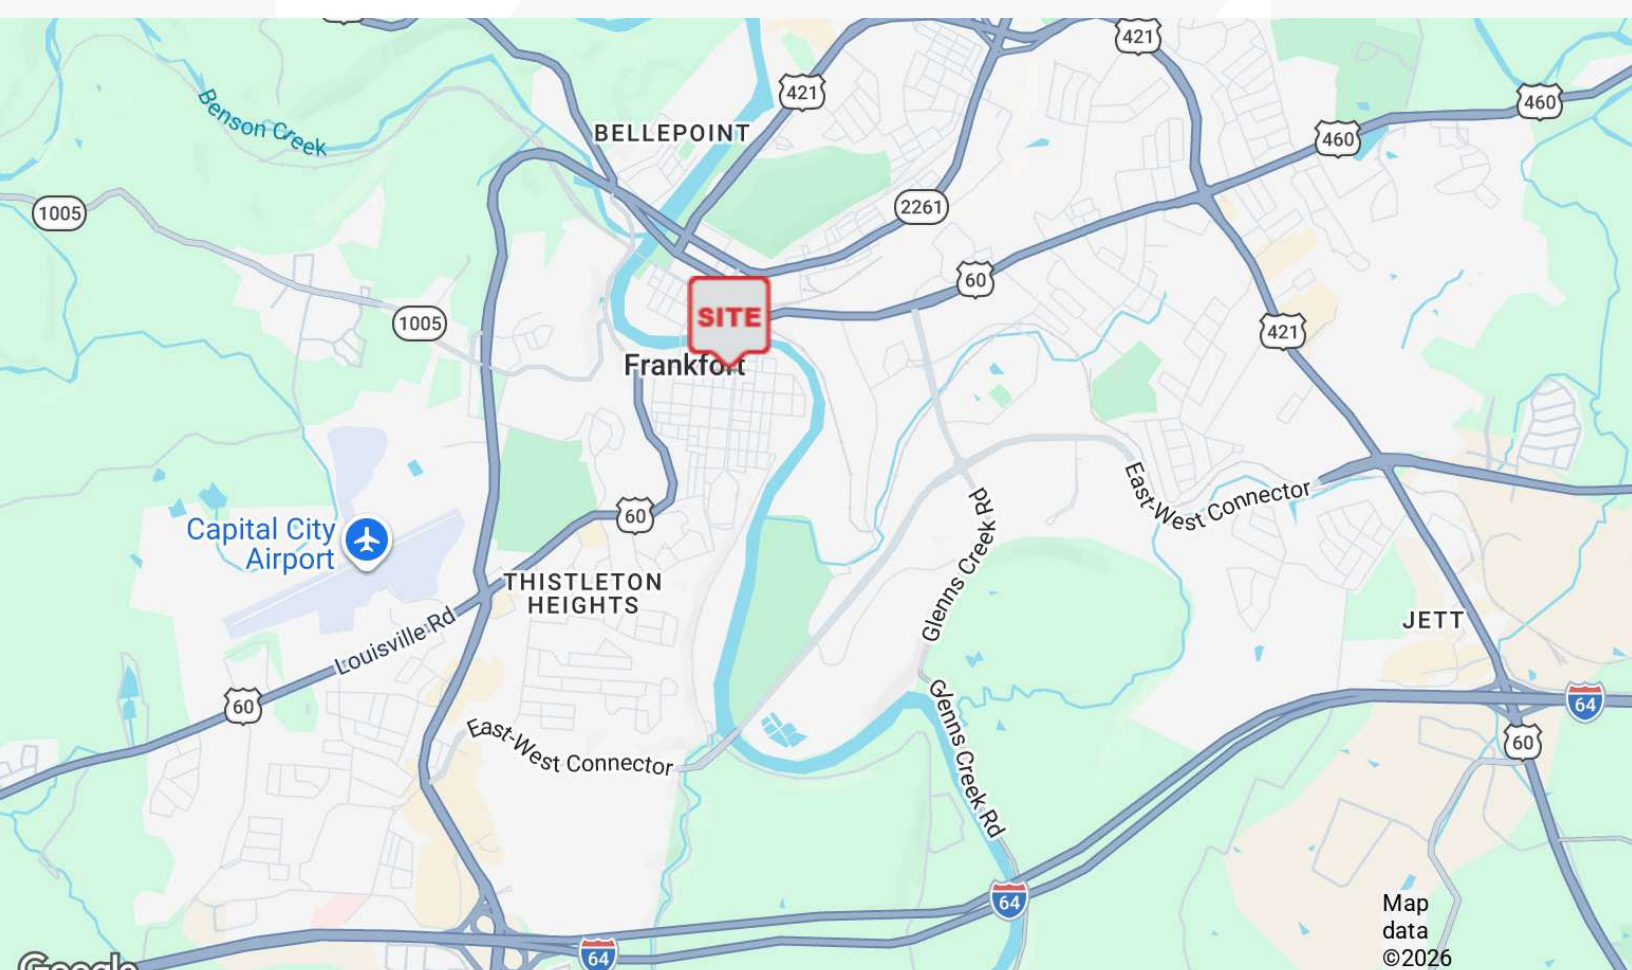 421
421
460
Benson Creek
BELLEPOINT
460
1005
2261
60
SITE
1005
421
Frankfort
East-West Connector
Glenns Creek Rd
60
Capital City
Airport
THISTLETON
HEIGHTS
JETT
Louisville Rd
60
64
Glenns Creek Rd
East-West Connector
60
64
Map
data
©2026
64
Google